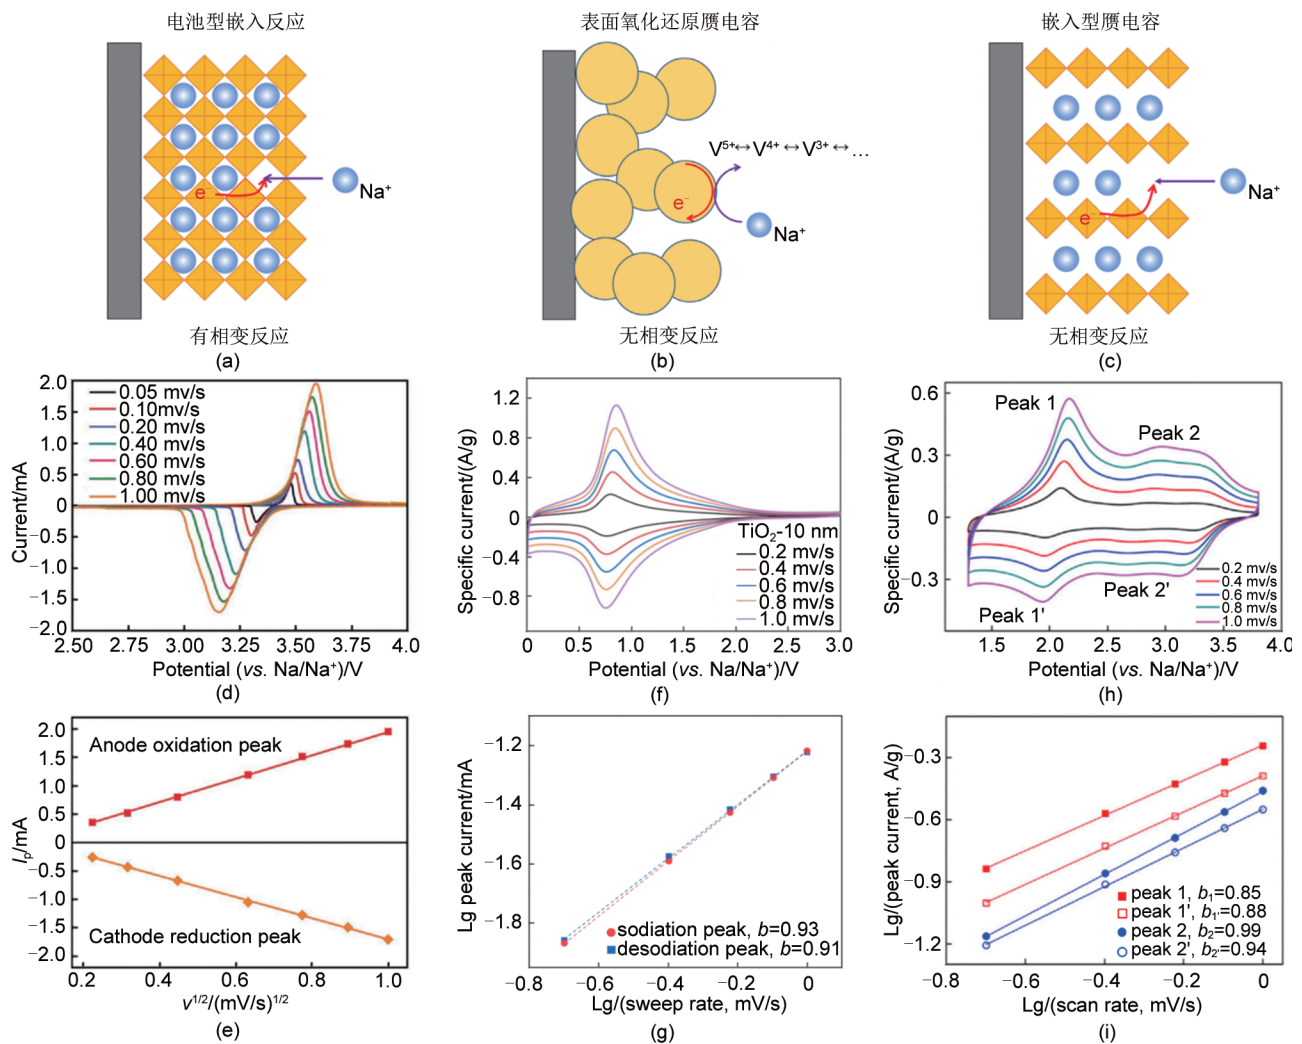 电池型嵌入反应
表面氧化还原赝电容
嵌入型赝电容
e⁻
Na⁺
V⁵⁺↔V⁴⁺↔V³⁺↔...
e⁻
Na⁺
e⁻
Na⁺
有相变反应
无相变反应
无相变反应
(a)
(b)
(c)
Current/mA
2.0
1.5
1.0
0.5
0
−0.5
−1.0
−1.5
−2.0
0.05 mv/s
0.10mv/s
0.20 mv/s
0.40 mv/s
0.60 mv/s
0.80 mv/s
1.00 mv/s
2.50 3.00 3.0 3.5 4.0
Potential (vs. Na/Na⁺)/V
(d)
Specific current/(A/g)
1.2
0.8
0.4
0
−0.4
−0.8
TiO₂-10 nm
0.2 mv/s
0.4 mv/s
0.6 mv/s
0.8 mv/s
1.0 mv/s
0 0.5 1.0 1.5 2.0 2.5 3.0
Potential (vs. Na/Na⁺)/V
(f)
Specific current/(A/g)
0.6
0.3
0
−0.3
Peak 1
Peak 2
Peak 1'
Peak 2'
0.2 mv/s
0.4 mv/s
0.6 mv/s
0.8 mv/s
1.0 mv/s
1.5 2.0 2.5 3.0 3.5 4.0
Potential (vs. Na/Na⁺)/V
(h)
Iₚ/mA
2.0
1.5
1.0
0.5
0
−0.5
−1.0
−1.5
−2.0
Anode oxidation peak
Cathode reduction peak
0.2 0.4 0.6 0.8 1.0
v¹ᐟ²/(mV/s)¹ᐟ²
(e)
Lg peak current/mA
−1.2
−1.4
−1.6
−1.8
sodiation peak, b=0.93
desodiation peak, b=0.91
−0.8 −0.6 −0.4 −0.2 0
Lg/(sweep rate, mV/s)
(g)
Lg/(peak current, A/g)
−0.3
−0.6
−0.9
−1.2
peak 1, b₁=0.85
peak 1', b₁'=0.88
peak 2, b₂=0.99
peak 2', b₂'=0.94
−0.8 −0.6 −0.4 −0.2 0
Lg/(scan rate, mV/s)
(i)